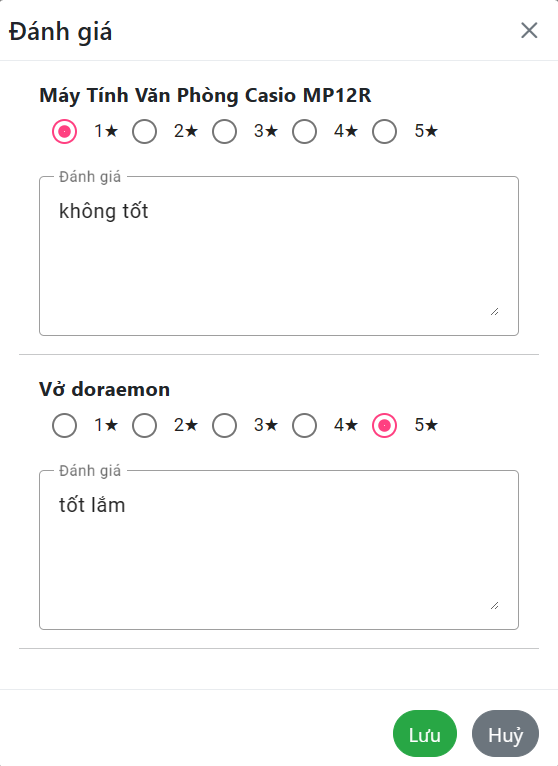 Đánh giá
Máy Tính Văn Phòng Casio MP12R
1★ 2★ 3★ 4★ 5★
Đánh giá
không tốt
Vở doraemon
1★ 2★ 3★ 4★ 5★
Đánh giá
tốt lắm
Lưu Huỷ